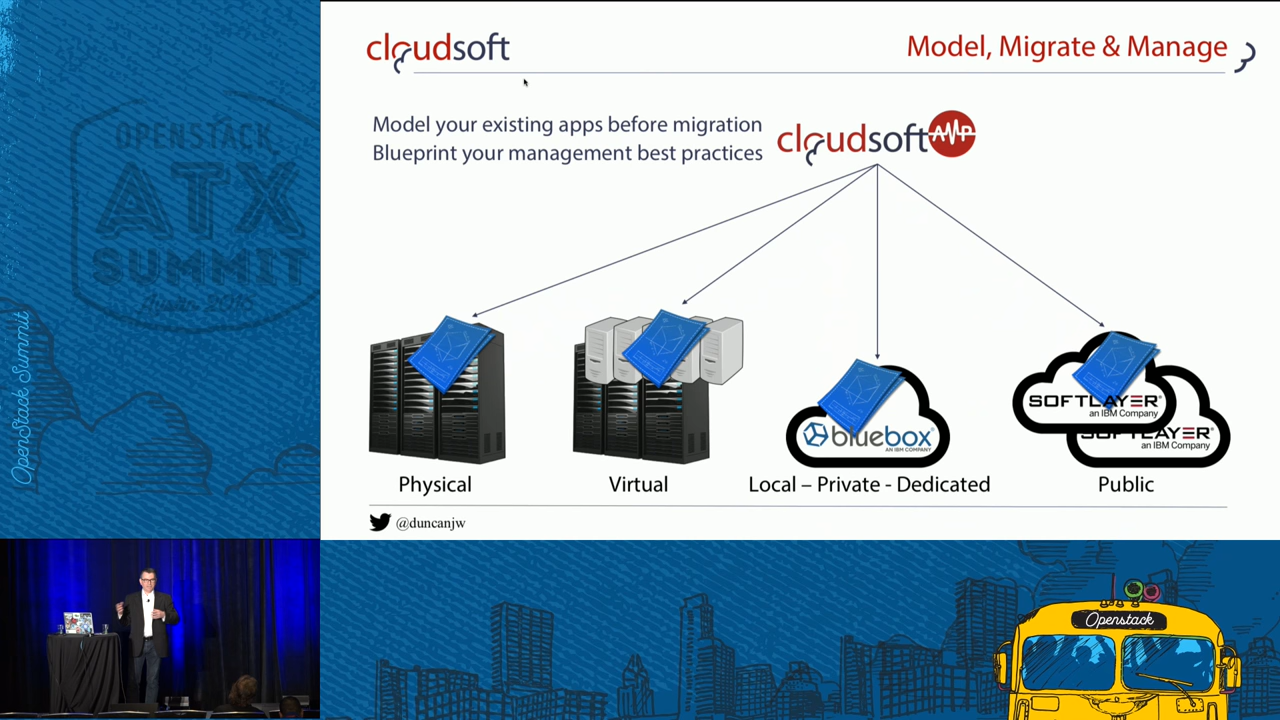 cloudsoft
Model, Migrate & Manage
Model your existing apps before migration
Blueprint your management best practices
cloudsoft AMP
SOFTLAYER®
an IBM Company
SOFTLAYER®
an IBM Company
bluebox®
AN IBM COMPANY
Physical
Virtual
Local – Private - Dedicated
Public
@duncanjw
OPENSTACK
ATX
SUMMIT
Austin 2016
OpenStack Summit
Openstack